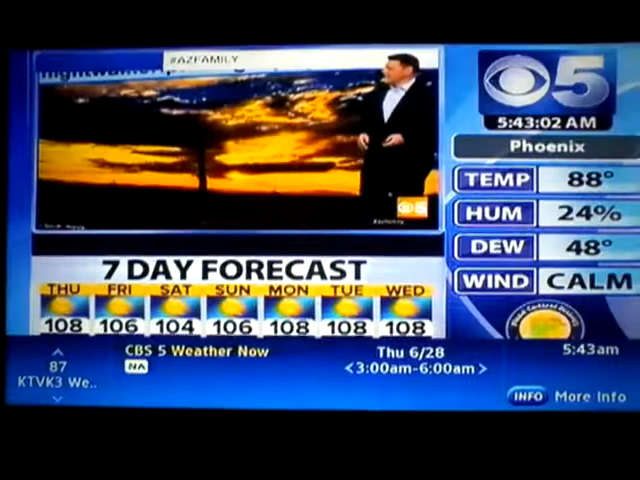 #AZFAMILY
5
5:43:02 AM
Phoenix
TEMP 88°
HUM 24%
DEW 48°
WIND CALM
7 DAY FORECAST
THU FRI SAT SUN MON TUE WED
108 106 104 106 108 108 108
CBS 5 Weather Now
NA
87
KTVK3 We..
Thu 6/28
<3:00am-6:00am>
5:43am
INFO More Info